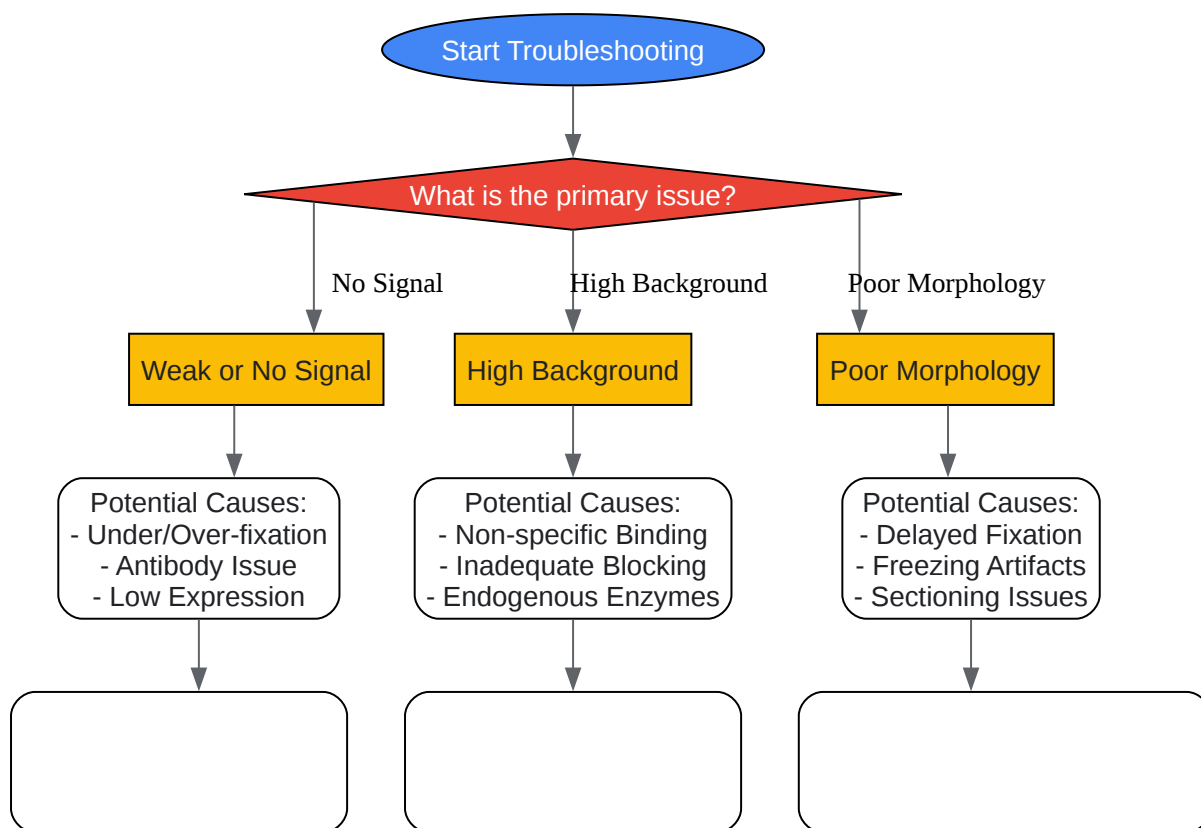 Start Troubleshooting
What is the primary issue?
No Signal
High Background
Poor Morphology
Weak or No Signal
High Background
Poor Morphology
Potential Causes:
- Under/Over-fixation
- Antibody Issue
- Low Expression
Potential Causes:
- Non-specific Binding
- Inadequate Blocking
- Endogenous Enzymes
Potential Causes:
- Delayed Fixation
- Freezing Artifacts
- Sectioning Issues